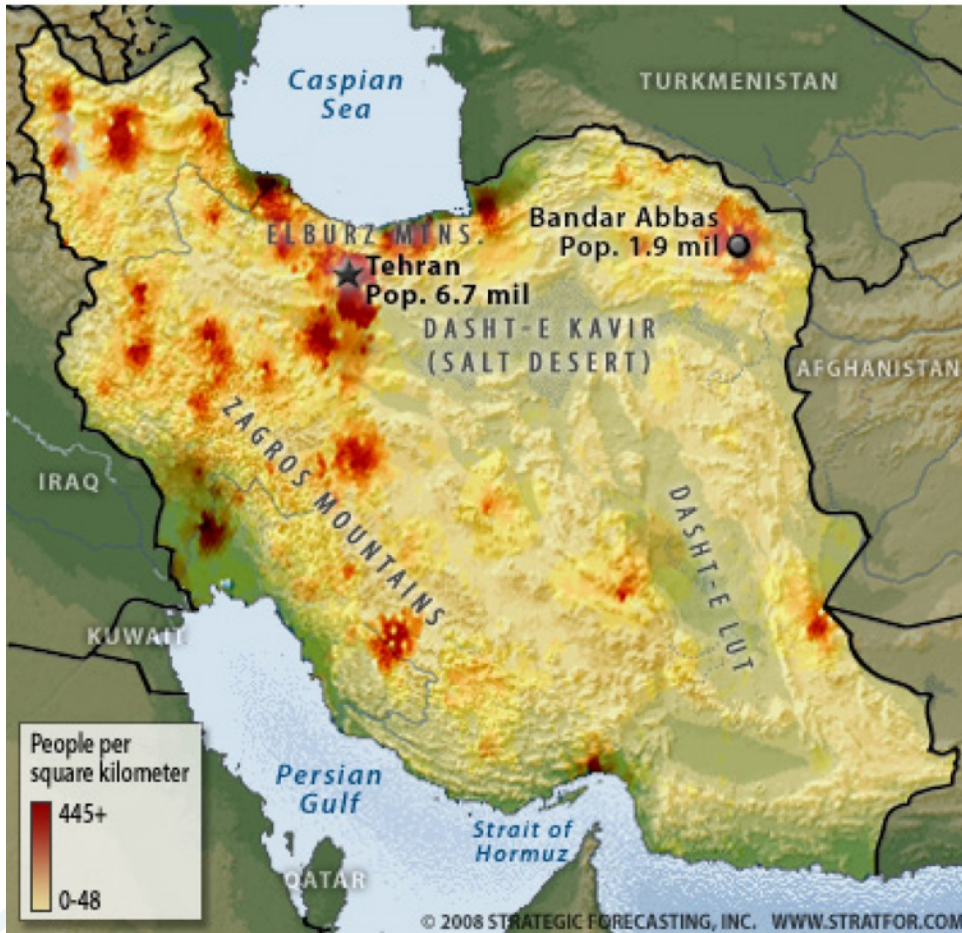 Caspian
Sea
TURKMENISTAN
Bandar Abbas
Pop. 1.9 mil
ELBURZ MTNS.
Tehran
Pop. 6.7 mil
DASHT-E KAVIR
(SALT DESERT)
AFGHANISTAN
ZAGROS MOUNTAINS
IRAQ
DASHT-E LUT
KUWAIT
People per
square kilometer
445+
0-48
Persian
Gulf
Strait of
Hormuz
QATAR
© 2008 STRATEGIC FORECASTING, INC. WWW.STRATFOR.COM